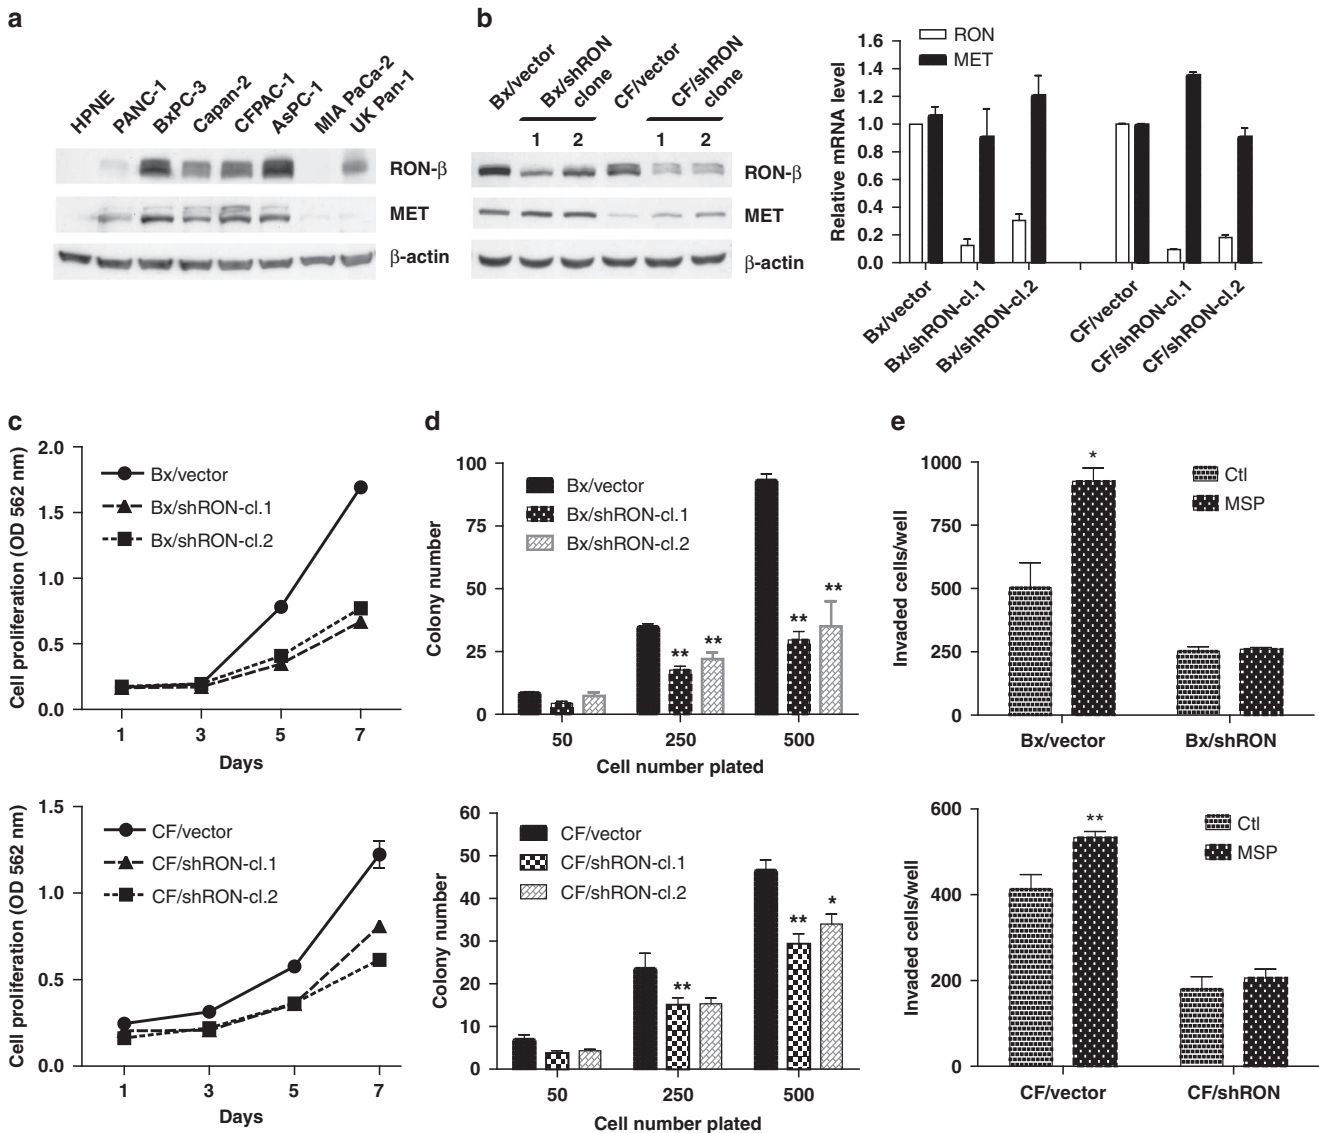 a
HPNE
PANC-1
BxPC-3
Capan-2
CFPAC-1
AsPC-1
MIA PaCa-2
UK Pan-1
RON-β
MET
β-actin
b
Bx/vector
Bx/shRON
clone
CF/vector
CF/shRON
clone
1 2 1 2
RON-β
MET
β-actin
RON
MET
Relative mRNA level
1.6
1.4
1.2
1.0
0.8
0.6
0.4
0.2
0.0
Bx/vector
Bx/shRON-cl.1
Bx/shRON-cl.2
CF/vector
CF/shRON-cl.1
CF/shRON-cl.2
c
Cell proliferation (OD 562 nm)
2.0
1.5
1.0
0.5
0.0
Bx/vector
Bx/shRON-cl.1
Bx/shRON-cl.2
1 3 5 7
Days
Cell proliferation (OD 562 nm)
1.5
1.0
0.5
0.0
CF/vector
CF/shRON-cl.1
CF/shRON-cl.2
1 3 5 7
Days
d
Colony number
100
75
50
25
0
Bx/vector
Bx/shRON-cl.1
Bx/shRON-cl.2
** ** ** **
50 250 500
Cell number plated
Colony number
60
50
40
30
20
10
0
CF/vector
CF/shRON-cl.1
CF/shRON-cl.2
** ** *
50 250 500
Cell number plated
e
Invaded cells/well
1000
750
500
250
0
*
Ctl
MSP
Bx/vector Bx/shRON
Invaded cells/well
600
400
200
0
**
Ctl
MSP
CF/vector CF/shRON